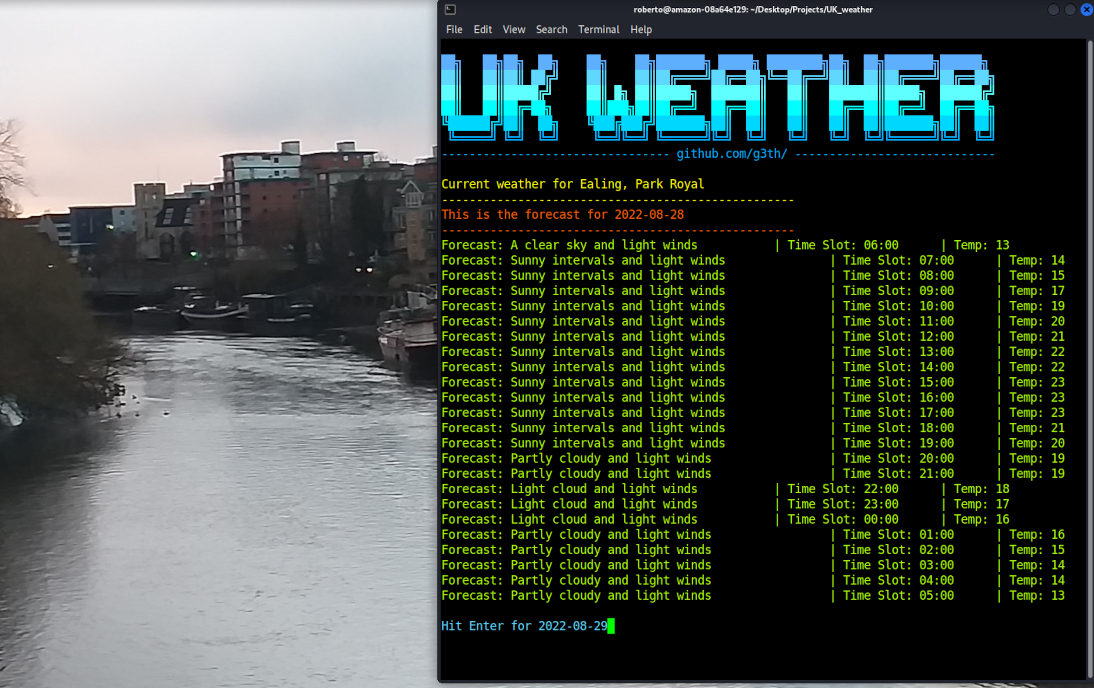 roberto@amazon-08a64e129: ~/Desktop/Projects/UK_weather
File Edit View Search Terminal Help
UK WEATHER
--------------------------------- github.com/g3th/ -----------------------------
Current weather for Ealing, Park Royal
---------------------------------------------------
This is the forecast for 2022-08-28
---------------------------------------------------
Forecast: A clear sky and light winds | Time Slot: 06:00 | Temp: 13
Forecast: Sunny intervals and light winds | Time Slot: 07:00 | Temp: 14
Forecast: Sunny intervals and light winds | Time Slot: 08:00 | Temp: 15
Forecast: Sunny intervals and light winds | Time Slot: 09:00 | Temp: 17
Forecast: Sunny intervals and light winds | Time Slot: 10:00 | Temp: 19
Forecast: Sunny intervals and light winds | Time Slot: 11:00 | Temp: 20
Forecast: Sunny intervals and light winds | Time Slot: 12:00 | Temp: 21
Forecast: Sunny intervals and light winds | Time Slot: 13:00 | Temp: 22
Forecast: Sunny intervals and light winds | Time Slot: 14:00 | Temp: 22
Forecast: Sunny intervals and light winds | Time Slot: 15:00 | Temp: 23
Forecast: Sunny intervals and light winds | Time Slot: 16:00 | Temp: 23
Forecast: Sunny intervals and light winds | Time Slot: 17:00 | Temp: 23
Forecast: Sunny intervals and light winds | Time Slot: 18:00 | Temp: 21
Forecast: Sunny intervals and light winds | Time Slot: 19:00 | Temp: 20
Forecast: Partly cloudy and light winds | Time Slot: 20:00 | Temp: 19
Forecast: Partly cloudy and light winds | Time Slot: 21:00 | Temp: 19
Forecast: Light cloud and light winds | Time Slot: 22:00 | Temp: 18
Forecast: Light cloud and light winds | Time Slot: 23:00 | Temp: 17
Forecast: Light cloud and light winds | Time Slot: 00:00 | Temp: 16
Forecast: Partly cloudy and light winds | Time Slot: 01:00 | Temp: 16
Forecast: Partly cloudy and light winds | Time Slot: 02:00 | Temp: 15
Forecast: Partly cloudy and light winds | Time Slot: 03:00 | Temp: 14
Forecast: Partly cloudy and light winds | Time Slot: 04:00 | Temp: 14
Forecast: Partly cloudy and light winds | Time Slot: 05:00 | Temp: 13
Hit Enter for 2022-08-29